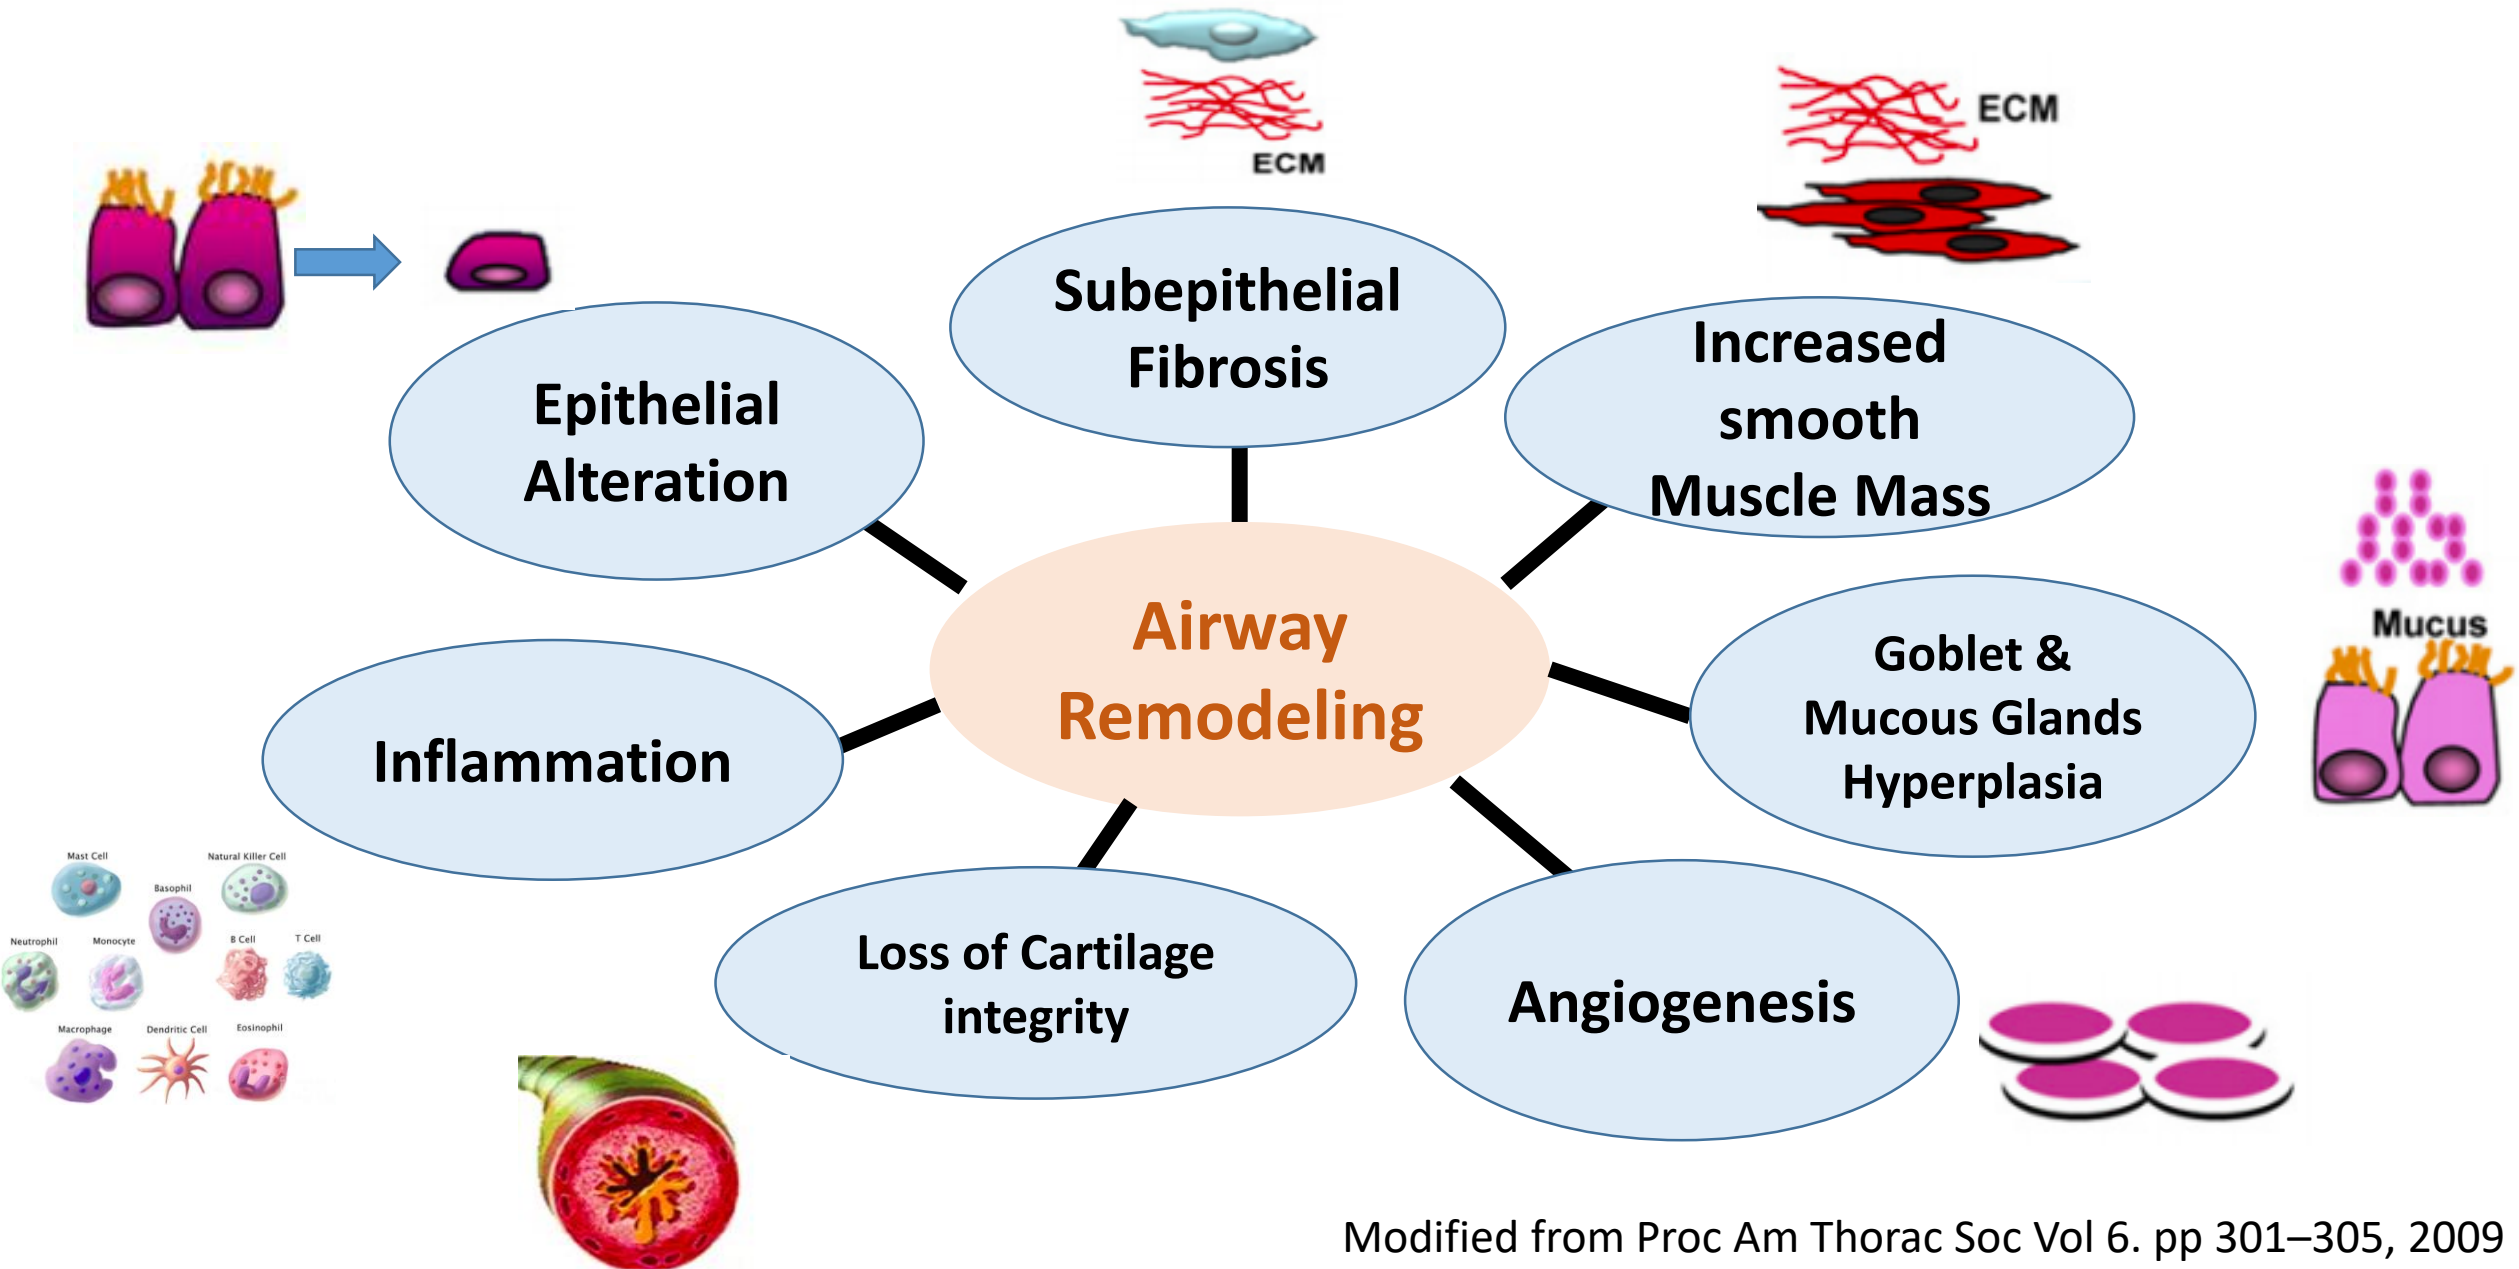 ECM
ECM
Subepithelial
Fibrosis
Increased
smooth
Muscle Mass
Epithelial
Alteration
Airway
Remodeling
Mucus
Goblet &
Mucous Glands
Hyperplasia
Inflammation
Mast Cell
Natural Killer Cell
Basophil
Neutrophil
Monocyte
B Cell
T Cell
Macrophage
Dendritic Cell
Eosinophil
Loss of Cartilage
integrity
Angiogenesis
Modified from Proc Am Thorac Soc Vol 6. pp 301–305, 2009